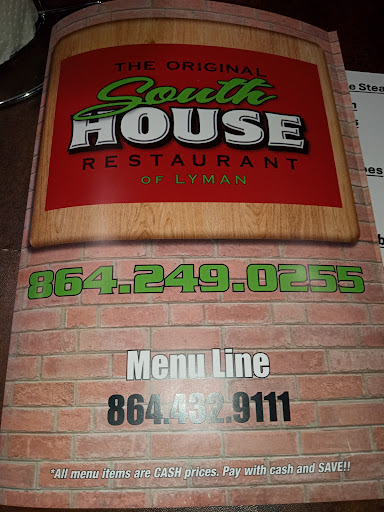 THE ORIGINAL
South
HOUSE
RESTAURANT
OF LYMAN
864.249.0255
Menu Line
864.432.9111
*All menu items are CASH prices. Pay with cash and SAVE!!
e Stea